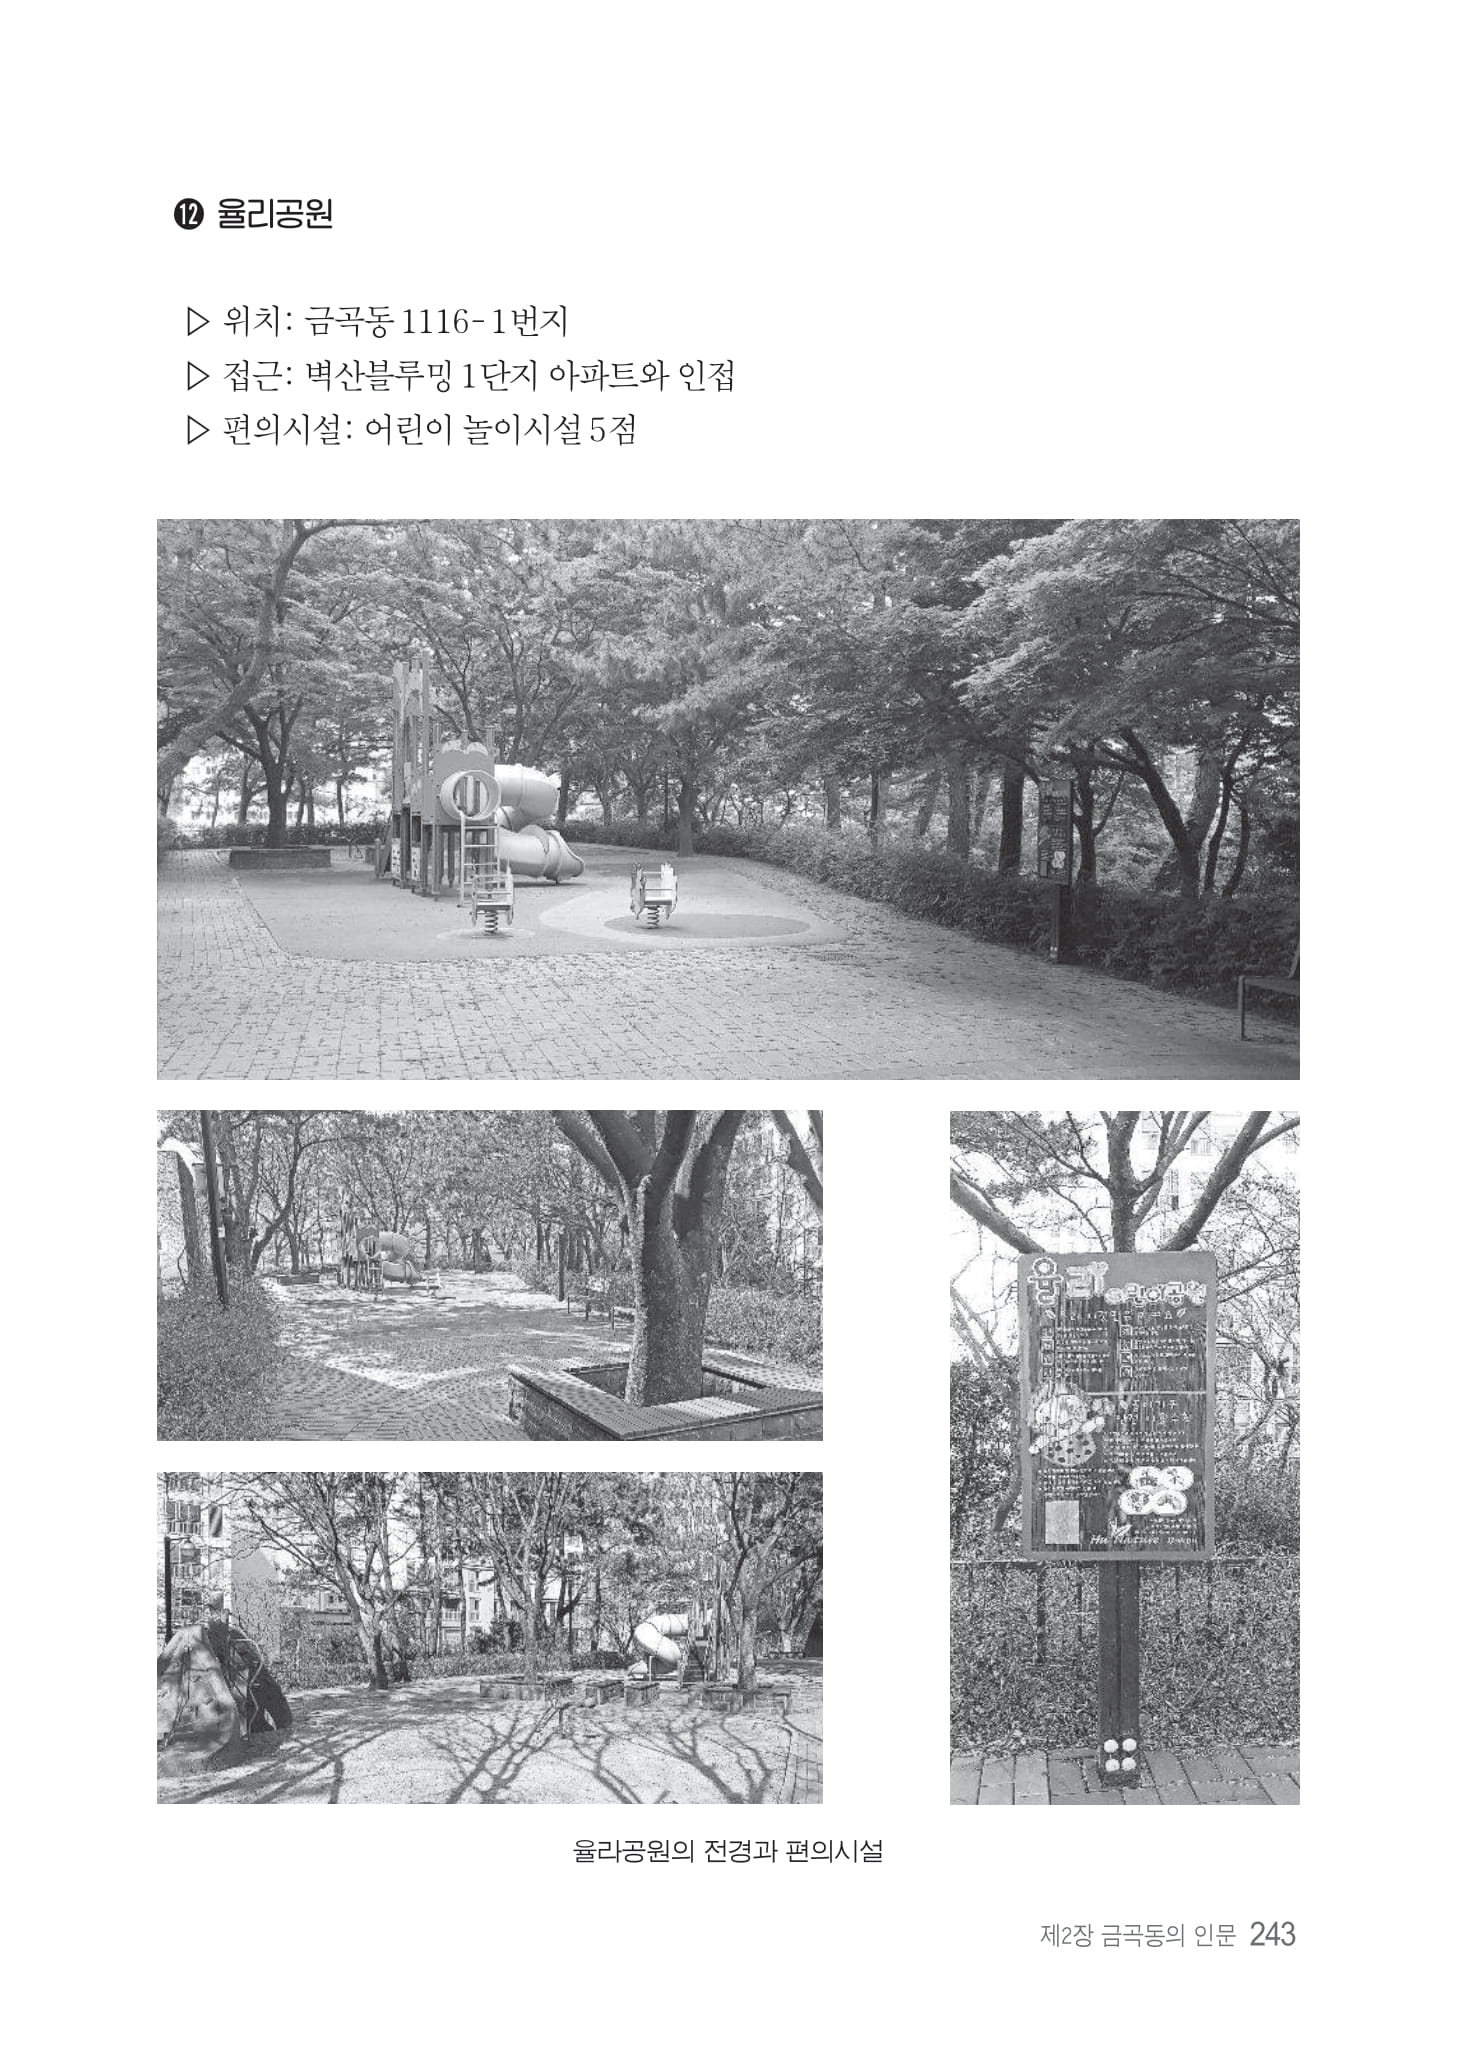 ⓬ 율리공원
▷ 위치: 금곡동 1116-1번지
▷ 접근: 벽산블루밍 1단지 아파트와 인접
▷ 편의시설: 어린이 놀이시설 5점
율리 어린이공원
Hu Nature
율라공원의 전경과 편의시설
제2장 금곡동의 인문 243